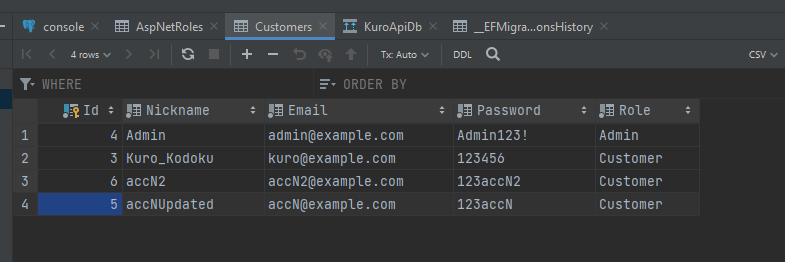 console AspNetRoles Customers KuroApiDb __EFMigra...onsHistory
4 rows Tx: Auto DDL CSV
WHERE ORDER BY
Id Nickname Email Password Role
1 4 Admin admin@example.com Admin123! Admin
2 3 Kuro_Kodoku kuro@example.com 123456 Customer
3 6 accN2 accN2@example.com 123accN2 Customer
4 5 accNUpdated accN@example.com 123accN Customer